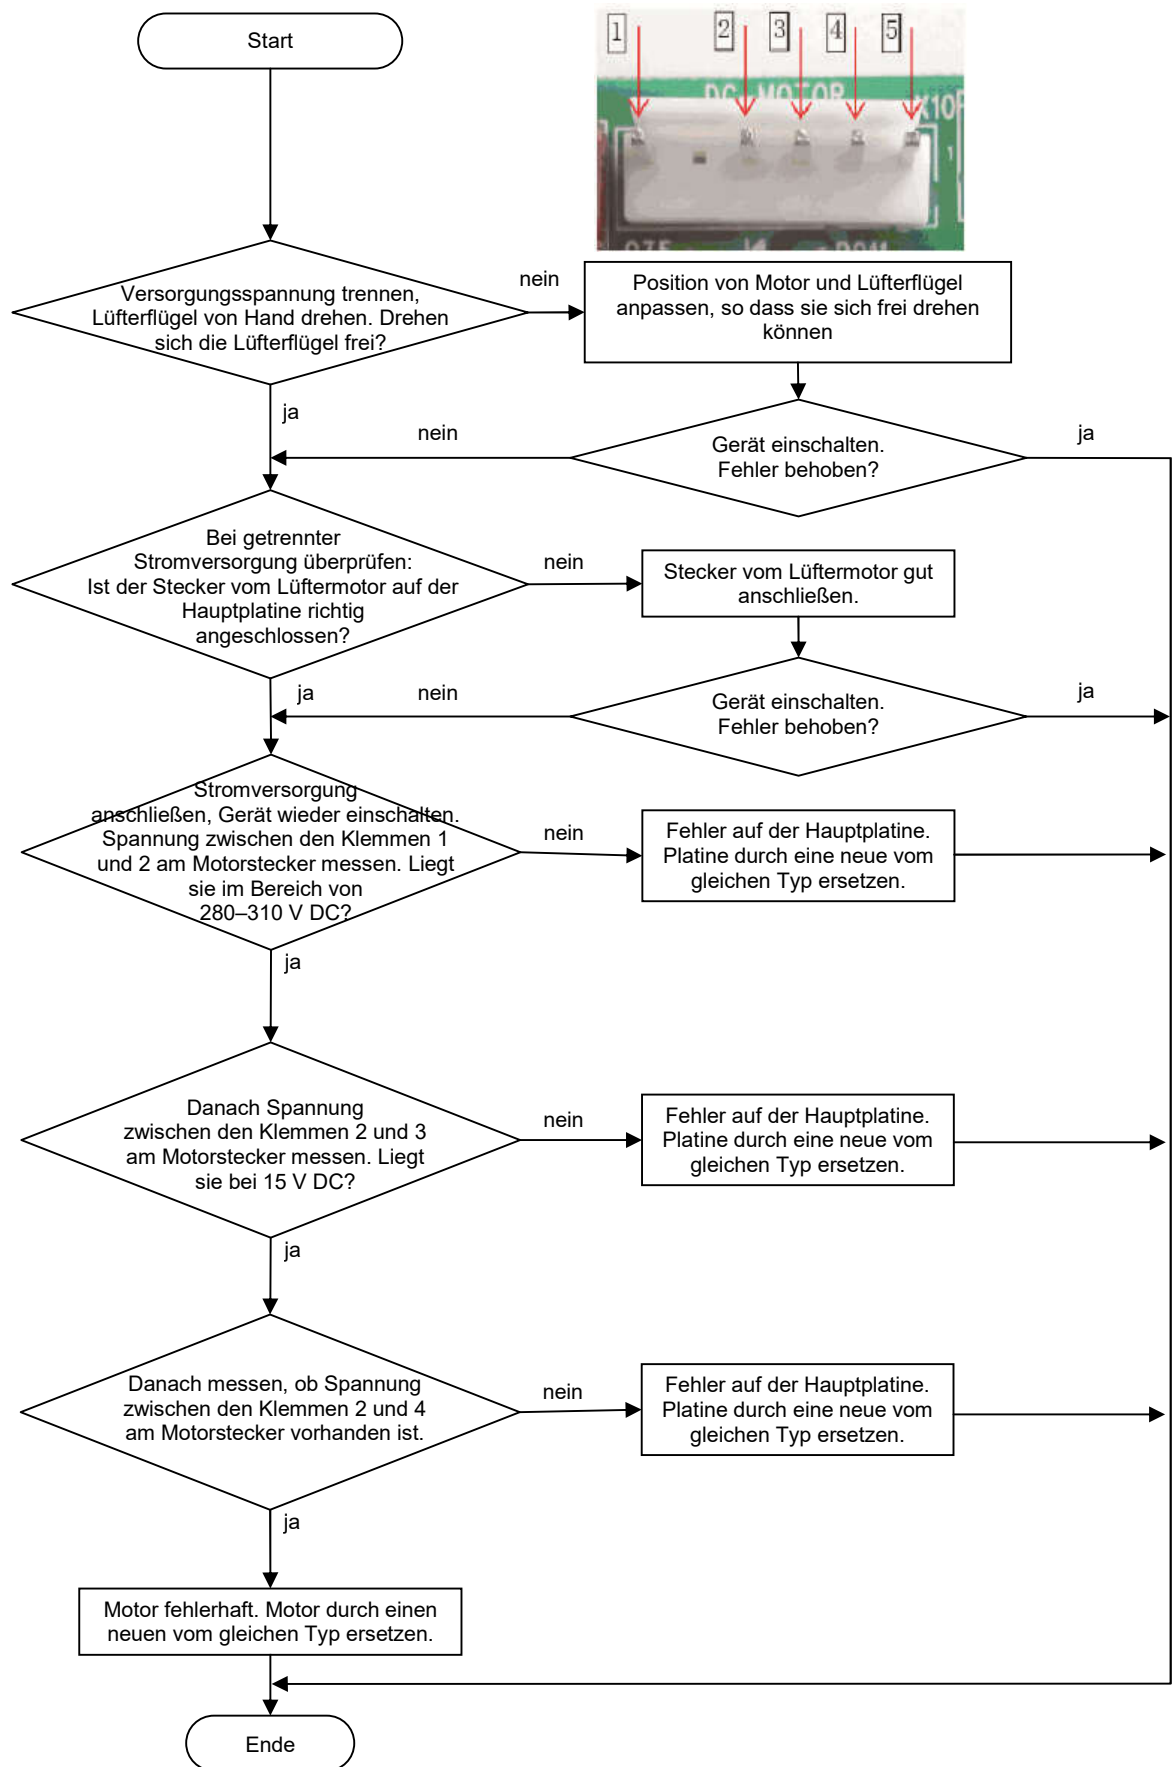 Start
1
2
3
4
5
DC MOTOR
1
Versorgungsspannung trennen,
Lüfterflügel von Hand drehen. Drehen
sich die Lüfterflügel frei?
nein
Position von Motor und Lüfterflügel
anpassen, so dass sie sich frei drehen
können
ja
nein
Gerät einschalten.
Fehler behoben?
ja
Bei getrennter
Stromversorgung überprüfen:
Ist der Stecker vom Lüftermotor auf der
Hauptplatine richtig
angeschlossen?
nein
Stecker vom Lüftermotor gut
anschließen.
ja
nein
Gerät einschalten.
Fehler behoben?
ja
Stromversorgung
anschließen, Gerät wieder einschalten.
Spannung zwischen den Klemmen 1
und 2 am Motorstecker messen. Liegt
sie im Bereich von
280–310 V DC?
nein
Fehler auf der Hauptplatine.
Platine durch eine neue vom
gleichen Typ ersetzen.
ja
Danach Spannung
zwischen den Klemmen 2 und 3
am Motorstecker messen. Liegt
sie bei 15 V DC?
nein
Fehler auf der Hauptplatine.
Platine durch eine neue vom
gleichen Typ ersetzen.
ja
Danach messen, ob Spannung
zwischen den Klemmen 2 und 4
am Motorstecker vorhanden ist.
nein
Fehler auf der Hauptplatine.
Platine durch eine neue vom
gleichen Typ ersetzen.
ja
Motor fehlerhaft. Motor durch einen
neuen vom gleichen Typ ersetzen.
Ende